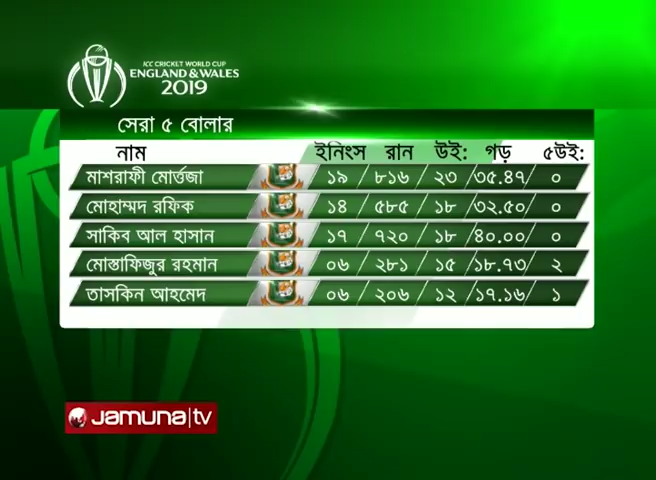 ICC CRICKET WORLD CUP
ENGLAND & WALES
2019
সেরা ৫ বোলার
নাম ইনিংস রান উই: গড় ৫উই:
মাশরাফী মোর্ত্তজা ১৯ ৮১৬ ২৩ ৩৫.৪৭ ০
মোহাম্মদ রফিক ১৪ ৫৮৫ ১৮ ৩২.৫০ ০
সাকিব আল হাসান ১৭ ৭২০ ১৮ ৪০.০০ ০
মোস্তাফিজুর রহমান ০৬ ২৮১ ১৫ ১৮.৭৩ ২
তাসকিন আহমেদ ০৬ ২০৬ ১২ ১৭.১৬ ১
Jamuna|tv